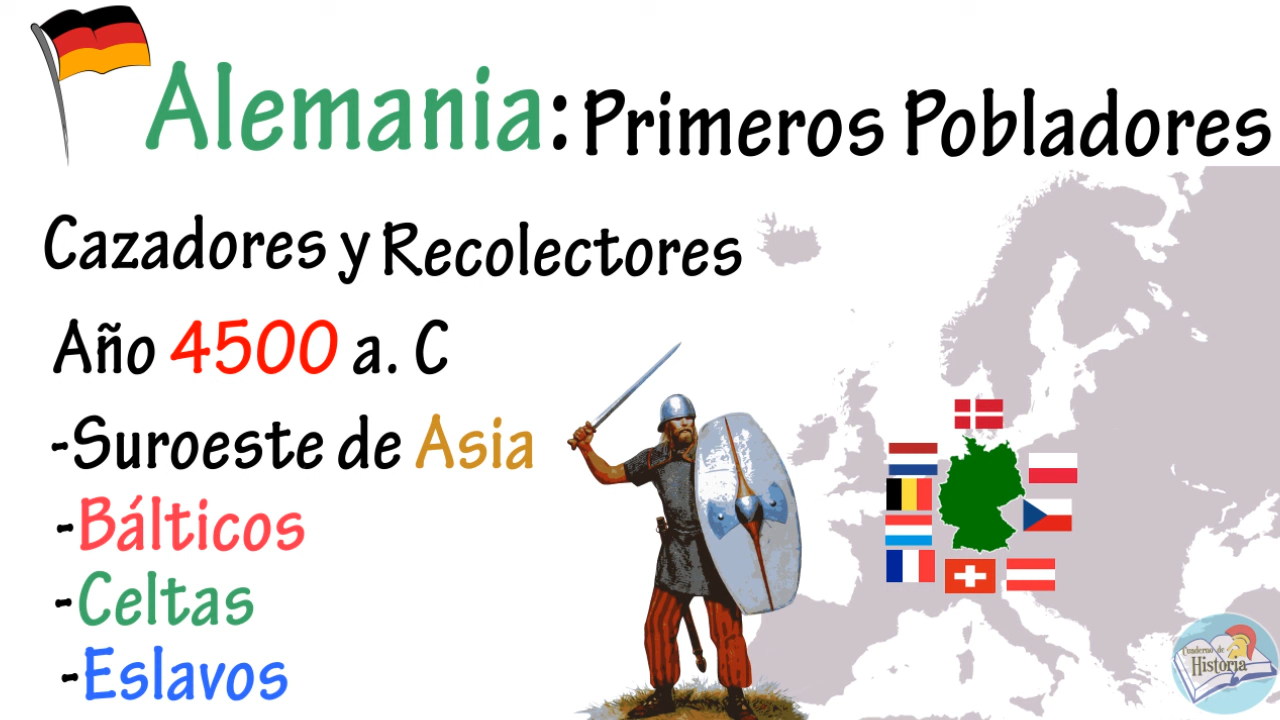 Alemania: Primeros Pobladores
Cazadores y Recolectores
Año 4500 a. C
-Suroeste de Asia
-Bálticos
-Celtas
-Eslavos
Cuaderno de
Historia